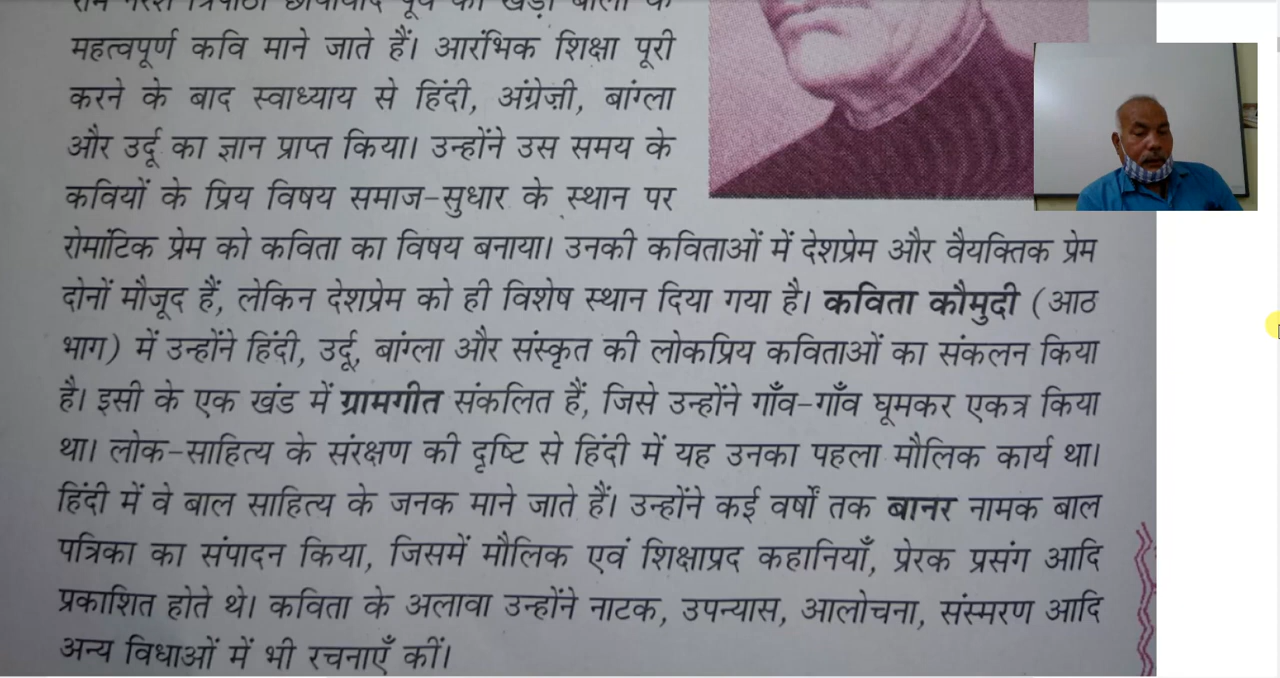 महत्वपूर्ण कवि माने जाते हैं। आरंभिक शिक्षा पूरी
करने के बाद स्वाध्याय से हिंदी, अंग्रेजी, बांग्ला
और उर्दू का ज्ञान प्राप्त किया। उन्होंने उस समय के
कवियों के प्रिय विषय समाज-सुधार के स्थान पर
रोमांटिक प्रेम को कविता का विषय बनाया। उनकी कविताओं में देशप्रेम और वैयक्तिक प्रेम
दोनों मौजूद हैं, लेकिन देशप्रेम को ही विशेष स्थान दिया गया है। कविता कौमुदी (आठ
भाग) में उन्होंने हिंदी, उर्दू, बांग्ला और संस्कृत की लोकप्रिय कविताओं का संकलन किया
है। इसी के एक खंड में ग्रामगीत संकलित हैं, जिसे उन्होंने गाँव-गाँव घूमकर एकत्र किया
था। लोक-साहित्य के संरक्षण की दृष्टि से हिंदी में यह उनका पहला मौलिक कार्य था।
हिंदी में वे बाल साहित्य के जनक माने जाते हैं। उन्होंने कई वर्षों तक बानर नामक बाल
पत्रिका का संपादन किया, जिसमें मौलिक एवं शिक्षाप्रद कहानियाँ, प्रेरक प्रसंग आदि
प्रकाशित होते थे। कविता के अलावा उन्होंने नाटक, उपन्यास, आलोचना, संस्मरण आदि
अन्य विधाओं में भी रचनाएँ कीं।